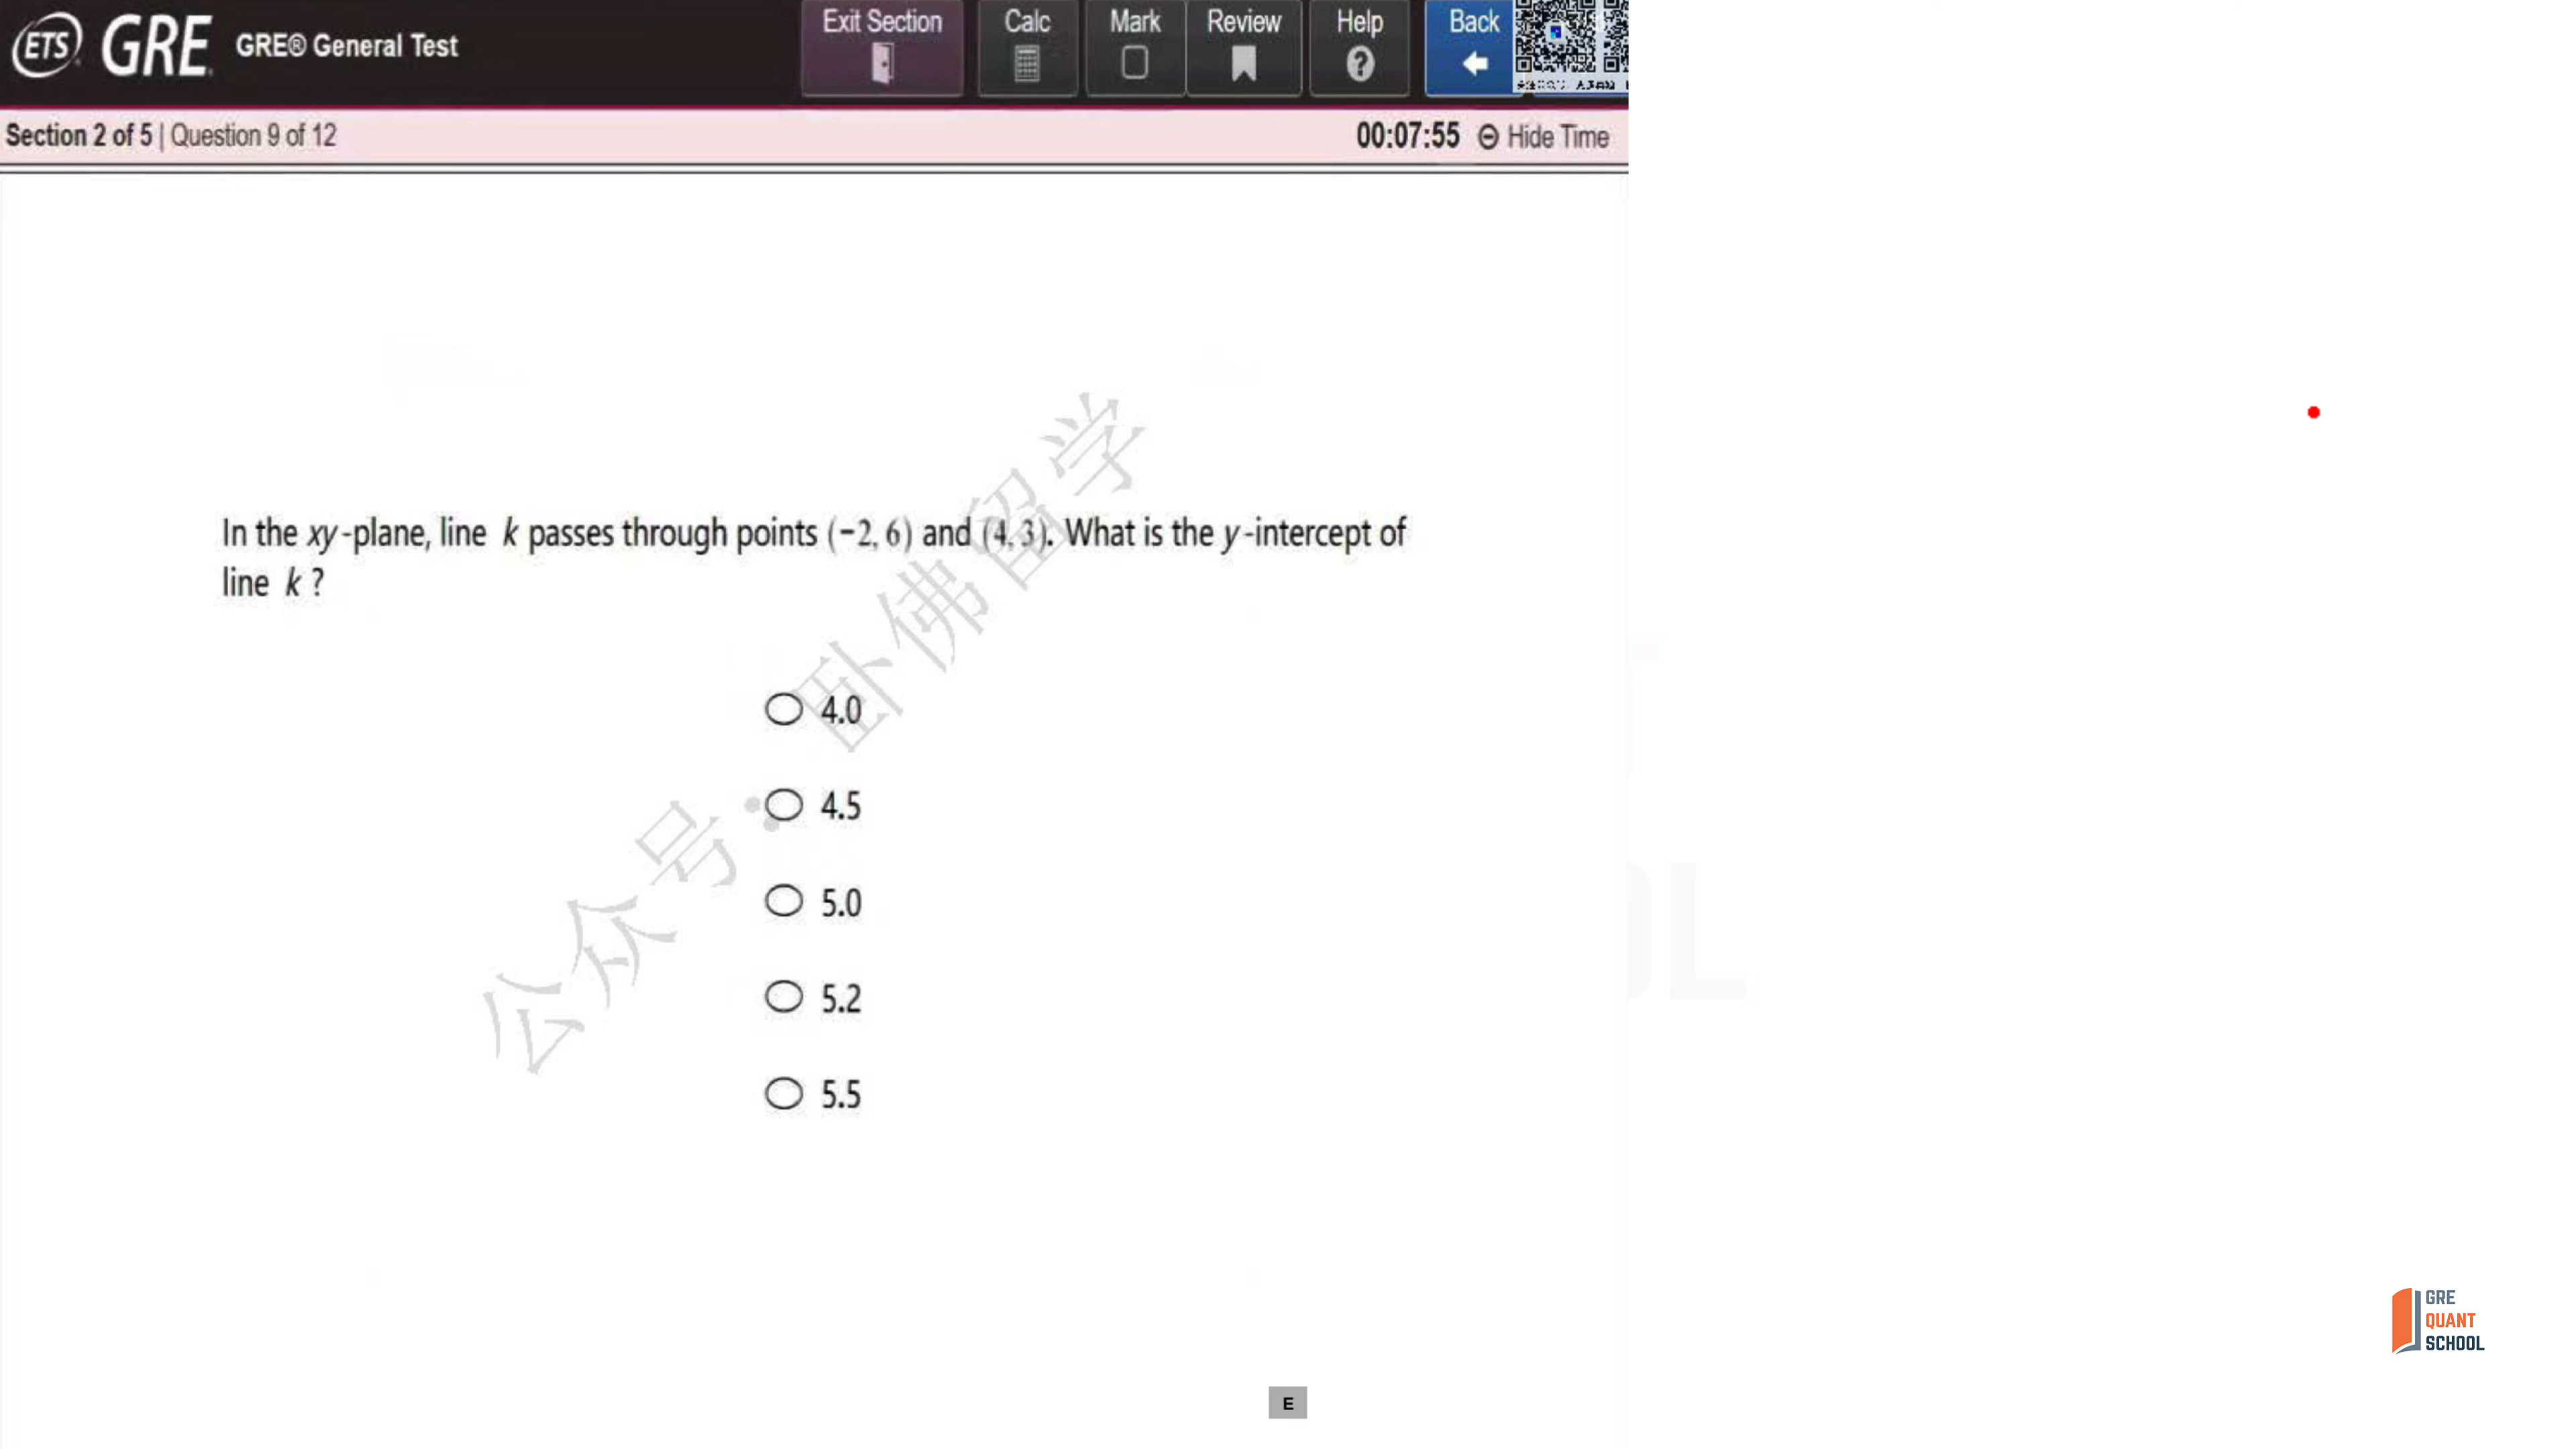 ETS GRE GRE® General Test
Exit Section
Calc
Mark
Review
Help
Back
Section 2 of 5 | Question 9 of 12
00:07:55 Hide Time
In the xy-plane, line k passes through points (−2, 6) and (4, 3). What is the y-intercept of
line k ?
4.0
4.5
5.0
5.2
5.5
公众号：卧佛留学
E
GRE
QUANT
SCHOOL